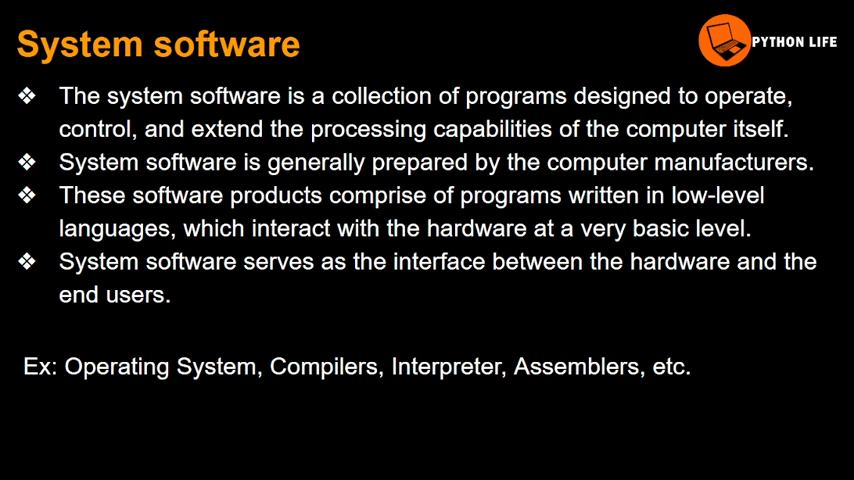 System software
PYTHON LIFE
❖ The system software is a collection of programs designed to operate,
control, and extend the processing capabilities of the computer itself.
❖ System software is generally prepared by the computer manufacturers.
❖ These software products comprise of programs written in low-level
languages, which interact with the hardware at a very basic level.
❖ System software serves as the interface between the hardware and the
end users.
Ex: Operating System, Compilers, Interpreter, Assemblers, etc.